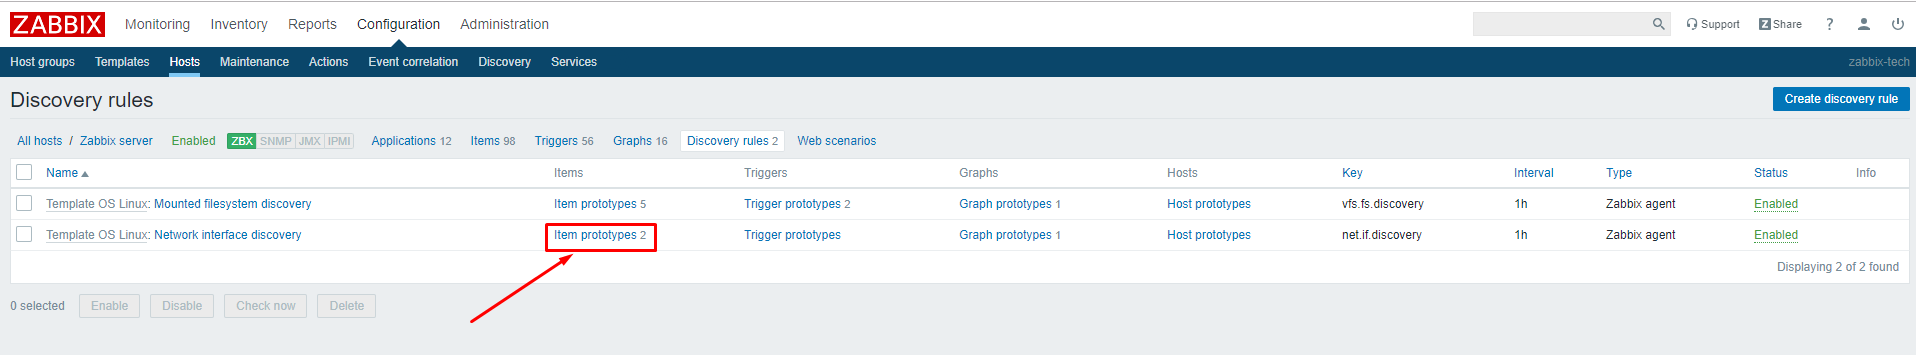 ZABBIX Monitoring Inventory Reports Configuration Administration Support Z Share ?
Host groups Templates Hosts Maintenance Actions Event correlation Discovery Services zabbix-tech
Discovery rules Create discovery rule
All hosts / Zabbix server Enabled ZBX SNMP JMX IPMI Applications 12 Items 98 Triggers 56 Graphs 16 Discovery rules 2 Web scenarios
Name Items Triggers Graphs Hosts Key Interval Type Status Info
Template OS Linux: Mounted filesystem discovery Item prototypes 5 Trigger prototypes 2 Graph prototypes 1 Host prototypes vfs.fs.discovery 1h Zabbix agent Enabled
Template OS Linux: Network interface discovery Item prototypes 2 Trigger prototypes Graph prototypes 1 Host prototypes net.if.discovery 1h Zabbix agent Enabled
Displaying 2 of 2 found
0 selected Enable Disable Check now Delete